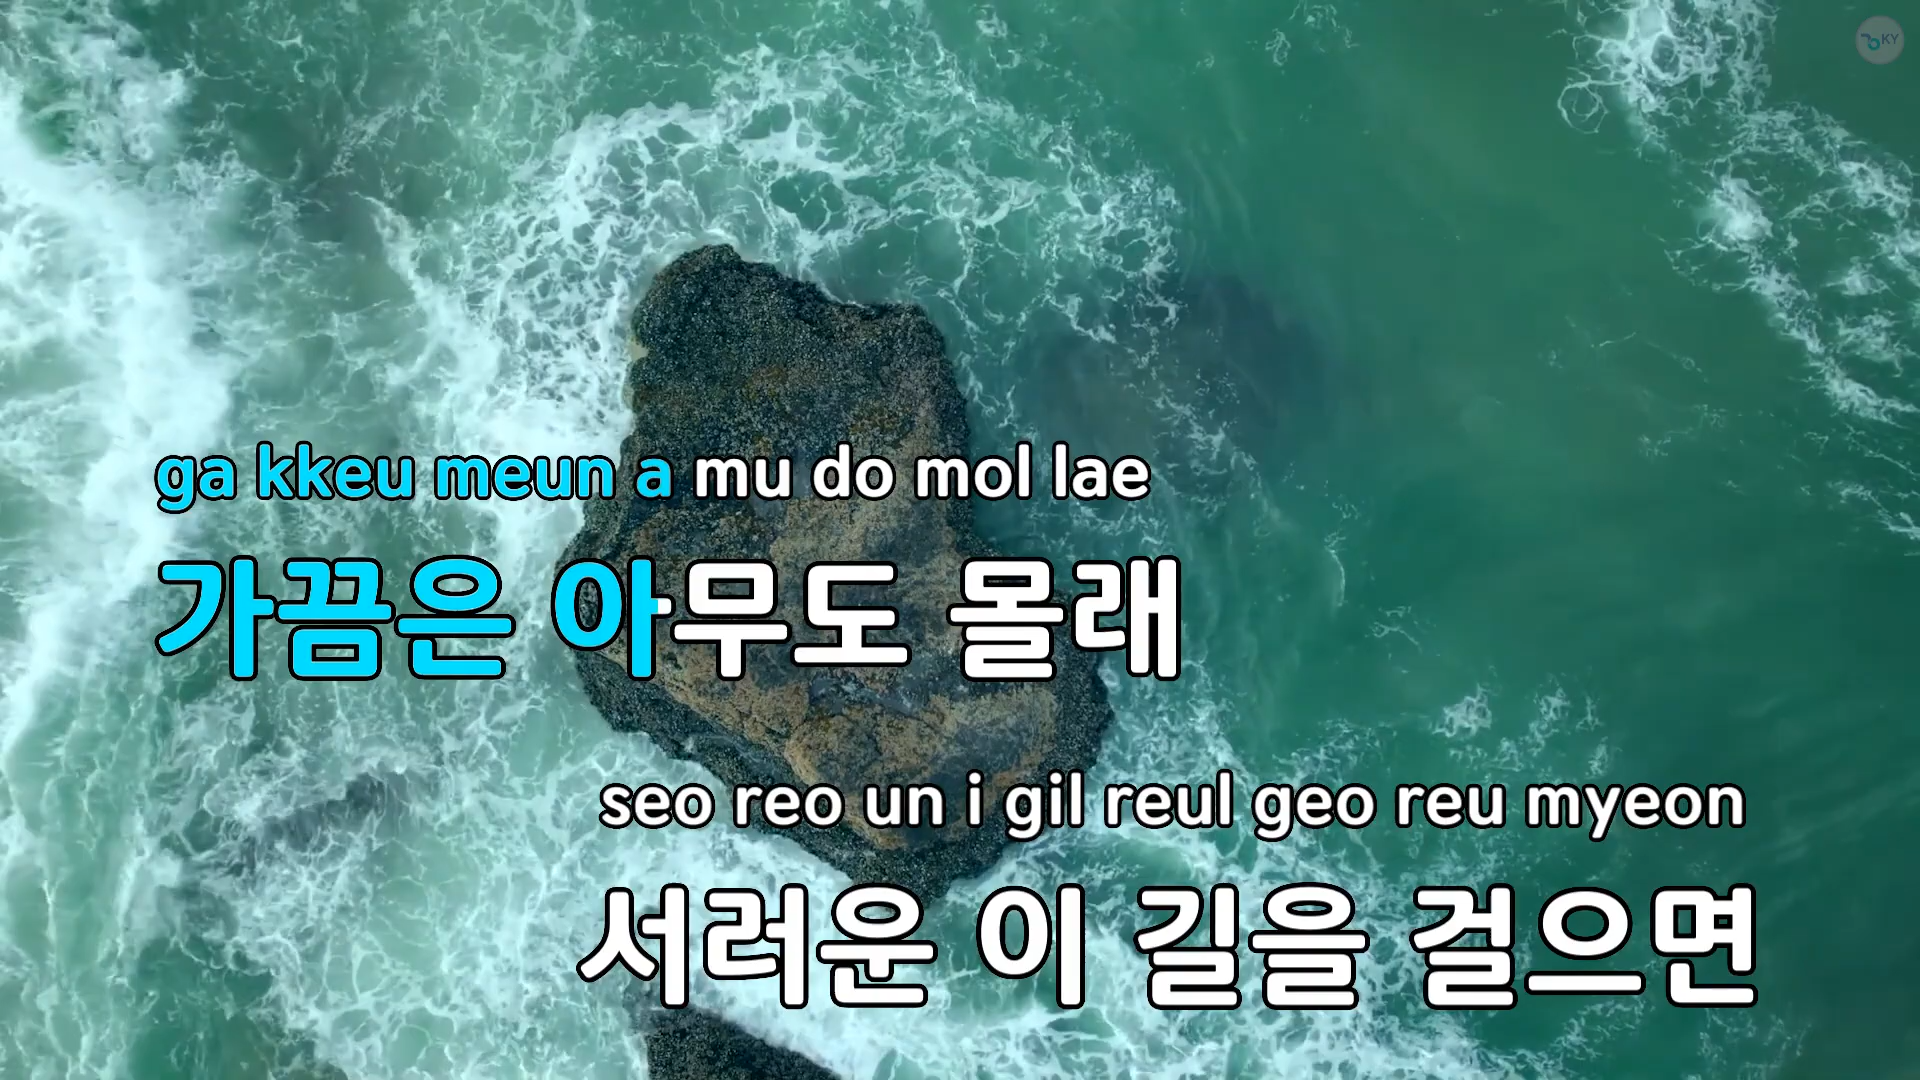 KY
ga kkeu meun a mu do mol lae
가끔은 아무도 몰래
seo reo un i gil reul geo reu myeon
서러운 이 길을 걸으면